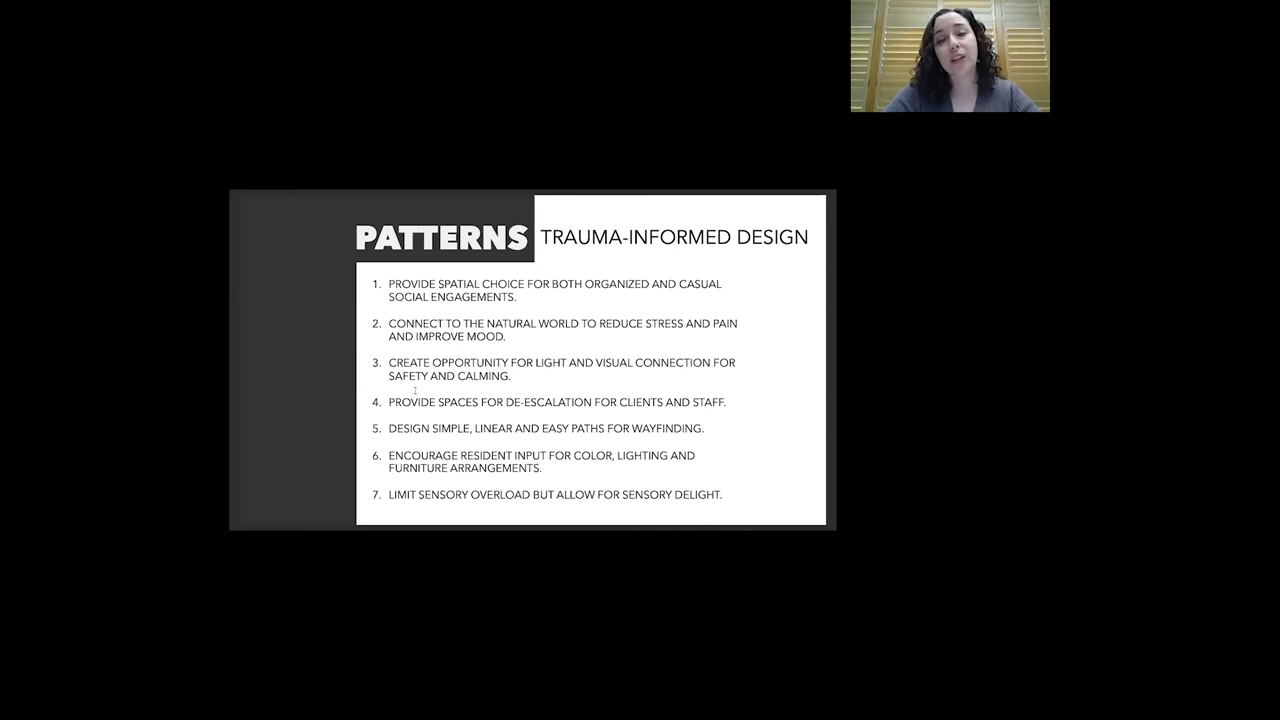 PATTERNS TRAUMA-INFORMED DESIGN
1. PROVIDE SPATIAL CHOICE FOR BOTH ORGANIZED AND CASUAL
SOCIAL ENGAGEMENTS.
2. CONNECT TO THE NATURAL WORLD TO REDUCE STRESS AND PAIN
AND IMPROVE MOOD.
3. CREATE OPPORTUNITY FOR LIGHT AND VISUAL CONNECTION FOR
SAFETY AND CALMING.
4. PROVIDE SPACES FOR DE-ESCALATION FOR CLIENTS AND STAFF.
5. DESIGN SIMPLE, LINEAR AND EASY PATHS FOR WAYFINDING.
6. ENCOURAGE RESIDENT INPUT FOR COLOR, LIGHTING AND
FURNITURE ARRANGEMENTS.
7. LIMIT SENSORY OVERLOAD BUT ALLOW FOR SENSORY DELIGHT.